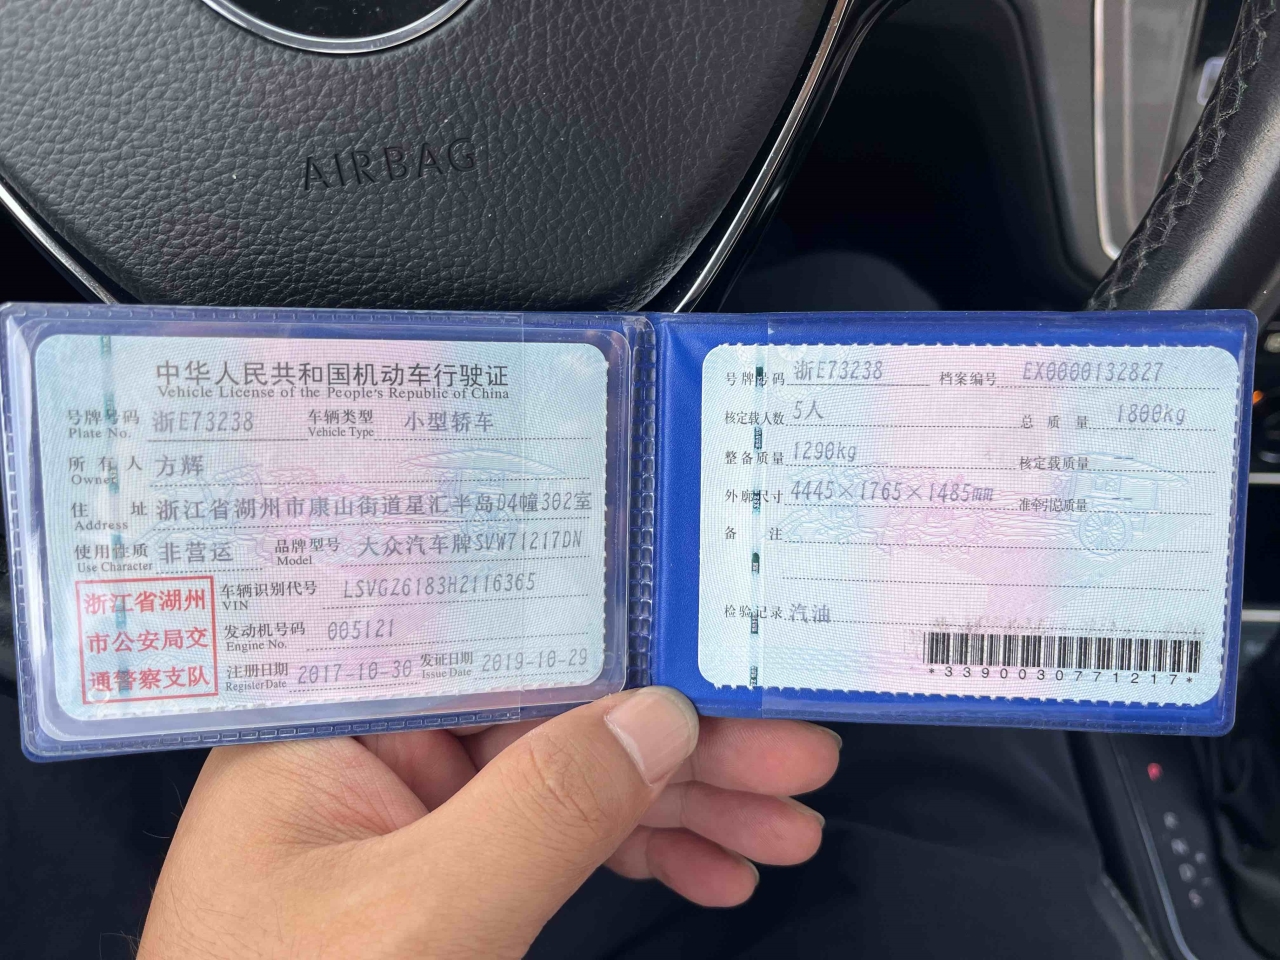 AIRBAG
中华人民共和国机动车行驶证
Vehicle License of the People's Republic of China
号牌号码 浙E73238 车辆类型 小型轿车
Plate No. Vehicle Type
所有人 方辉
Owner
住址 浙江省湖州市康山街道星汇半岛D4幢302室
Address
使用性质 非营运 品牌型号 大众汽车牌SVW71217DN
Use Character Model
浙江省湖州
市公安局交
通警察支队
车辆识别代号 LSVGZ6183H2116365
VIN
发动机号码 005121
Engine No.
注册日期 2017-10-30 发证日期 2019-10-29
Register Date Issue Date
号牌号码 浙E73238 档案编号 EX0000132827
核定载人数 5人 总质量 1800kg
整备质量 1290kg 核定载质量 --
外廓尺寸 4445×1765×1485mm 准牵引总质量 --
备注
检验记录 汽油
*3390030771217*